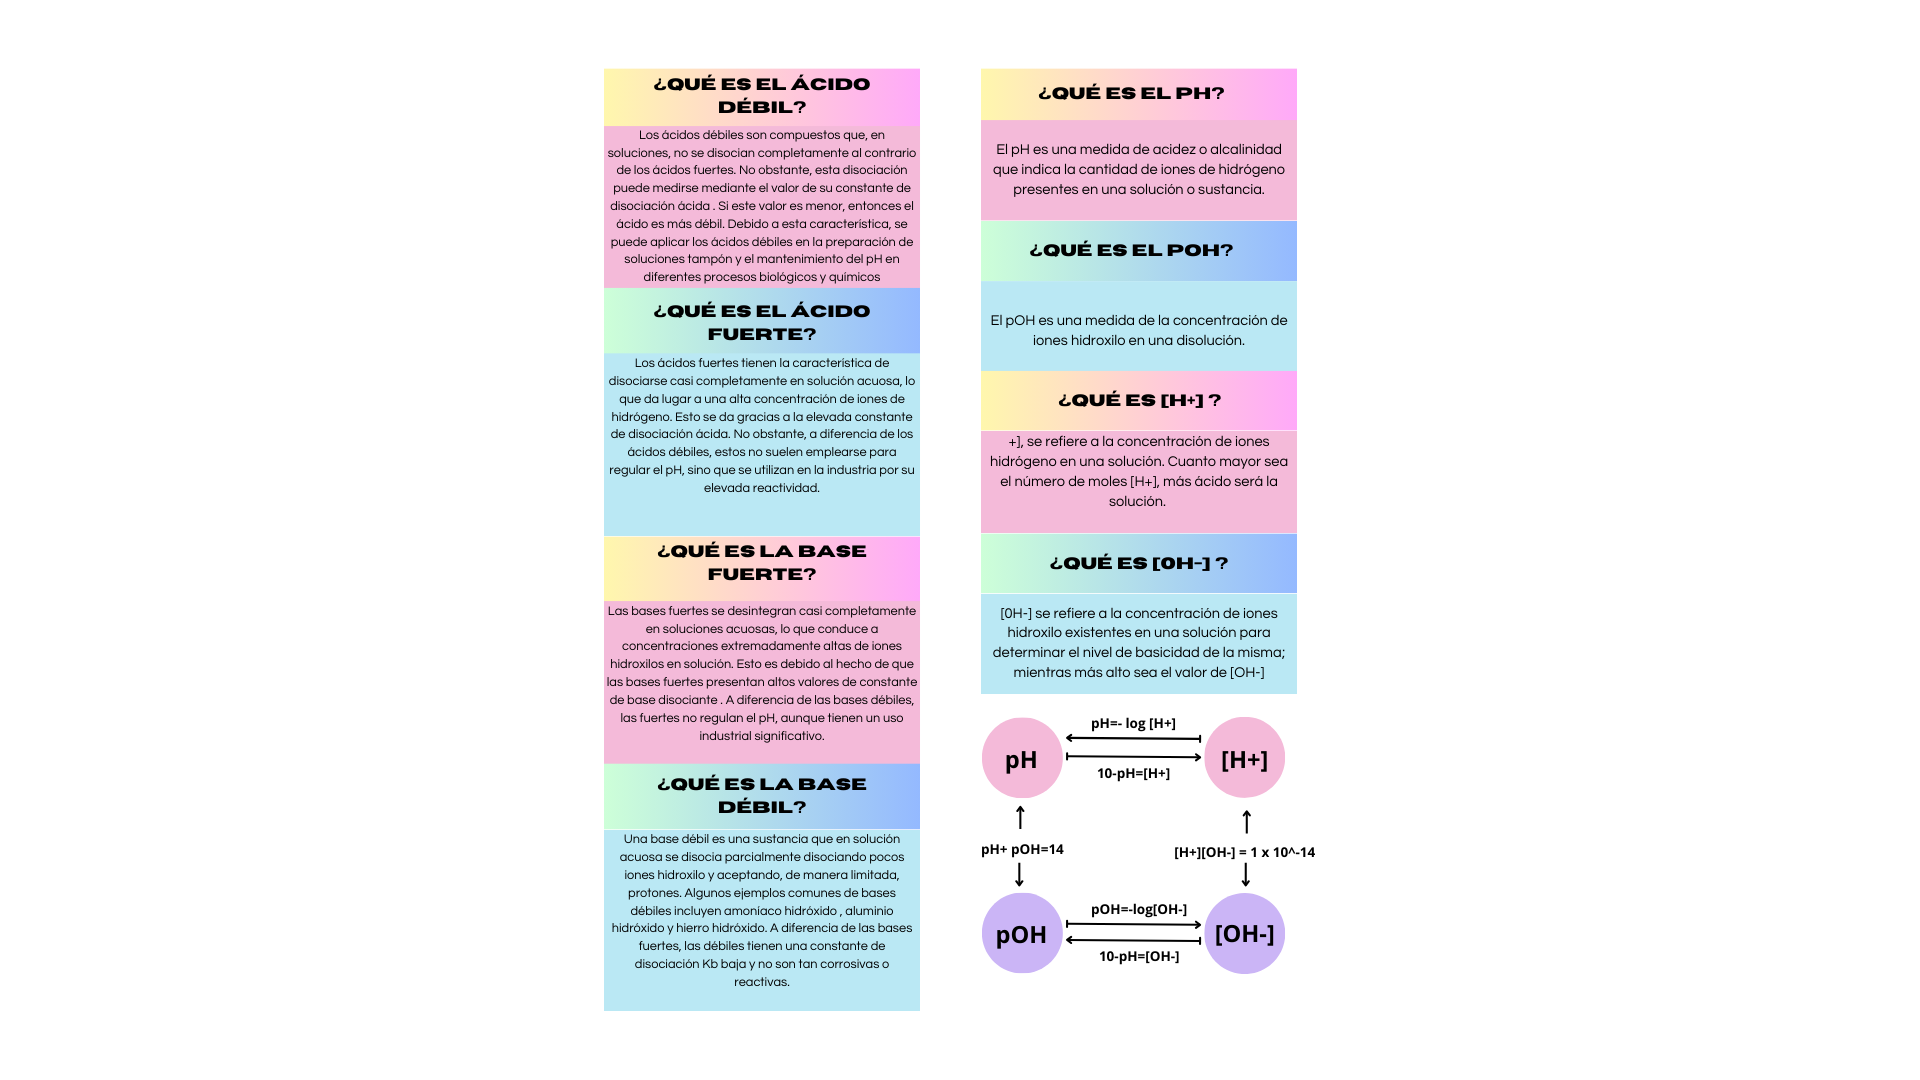 ¿QUÉ ES EL ÁCIDO
DÉBIL?
Los ácidos débiles son compuestos que, en
soluciones, no se disocian completamente al contrario
de los ácidos fuertes. No obstante, esta disociación
puede medirse mediante el valor de su constante de
disociación ácida . Si este valor es menor, entonces el
ácido es más débil. Debido a esta característica, se
puede aplicar los ácidos débiles en la preparación de
soluciones tampón y el mantenimiento del pH en
diferentes procesos biológicos y químicos
¿QUÉ ES EL ÁCIDO
FUERTE?
Los ácidos fuertes tienen la característica de
disociarse casi completamente en solución acuosa, lo
que da lugar a una alta concentración de iones de
hidrógeno. Esto se da gracias a la elevada constante
de disociación ácida. No obstante, a diferencia de los
ácidos débiles, estos no suelen emplearse para
regular el pH, sino que se utilizan en la industria por su
elevada reactividad.
¿QUÉ ES LA BASE
FUERTE?
Las bases fuertes se desintegran casi completamente
en soluciones acuosas, lo que conduce a
concentraciones extremadamente altas de iones
hidroxilos en solución. Esto es debido al hecho de que
las bases fuertes presentan altos valores de constante
de base disociante . A diferencia de las bases débiles,
las fuertes no regulan el pH, aunque tienen un uso
industrial significativo.
¿QUÉ ES LA BASE
DÉBIL?
Una base débil es una sustancia que en solución
acuosa se disocia parcialmente disociando pocos
iones hidroxilo y aceptando, de manera limitada,
protones. Algunos ejemplos comunes de bases
débiles incluyen amoníaco hidróxido , aluminio
hidróxido y hierro hidróxido. A diferencia de las bases
fuertes, las débiles tienen una constante de
disociación Kb baja y no son tan corrosivas o
reactivas.
¿QUÉ ES EL PH?
El pH es una medida de acidez o alcalinidad
que indica la cantidad de iones de hidrógeno
presentes en una solución o sustancia.
¿QUÉ ES EL POH?
El pOH es una medida de la concentración de
iones hidroxilo en una disolución.
¿QUÉ ES [H+] ?
+], se refiere a la concentración de iones
hidrógeno en una solución. Cuanto mayor sea
el número de moles [H+], más ácido será la
solución.
¿QUÉ ES [0H-] ?
[0H-] se refiere a la concentración de iones
hidroxilo existentes en una solución para
determinar el nivel de basicidad de la misma;
mientras más alto sea el valor de [OH-]
pH=- log [H+]
pH
[H+]
10-pH=[H+]
pH+ pOH=14
[H+][OH-] = 1 x 10^-14
pOH=-log[OH-]
pOH
[OH-]
10-pH=[OH-]